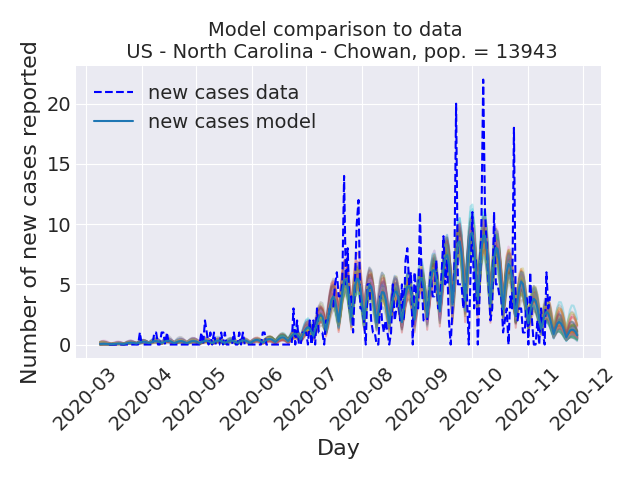 Model comparison to data
US - North Carolina - Chowan, pop. = 13943
Number of new cases reported
new cases data
new cases model
20
15
10
5
0
2020-03
2020-04
2020-05
2020-06
2020-07
2020-08
2020-09
2020-10
2020-11
2020-12
Day